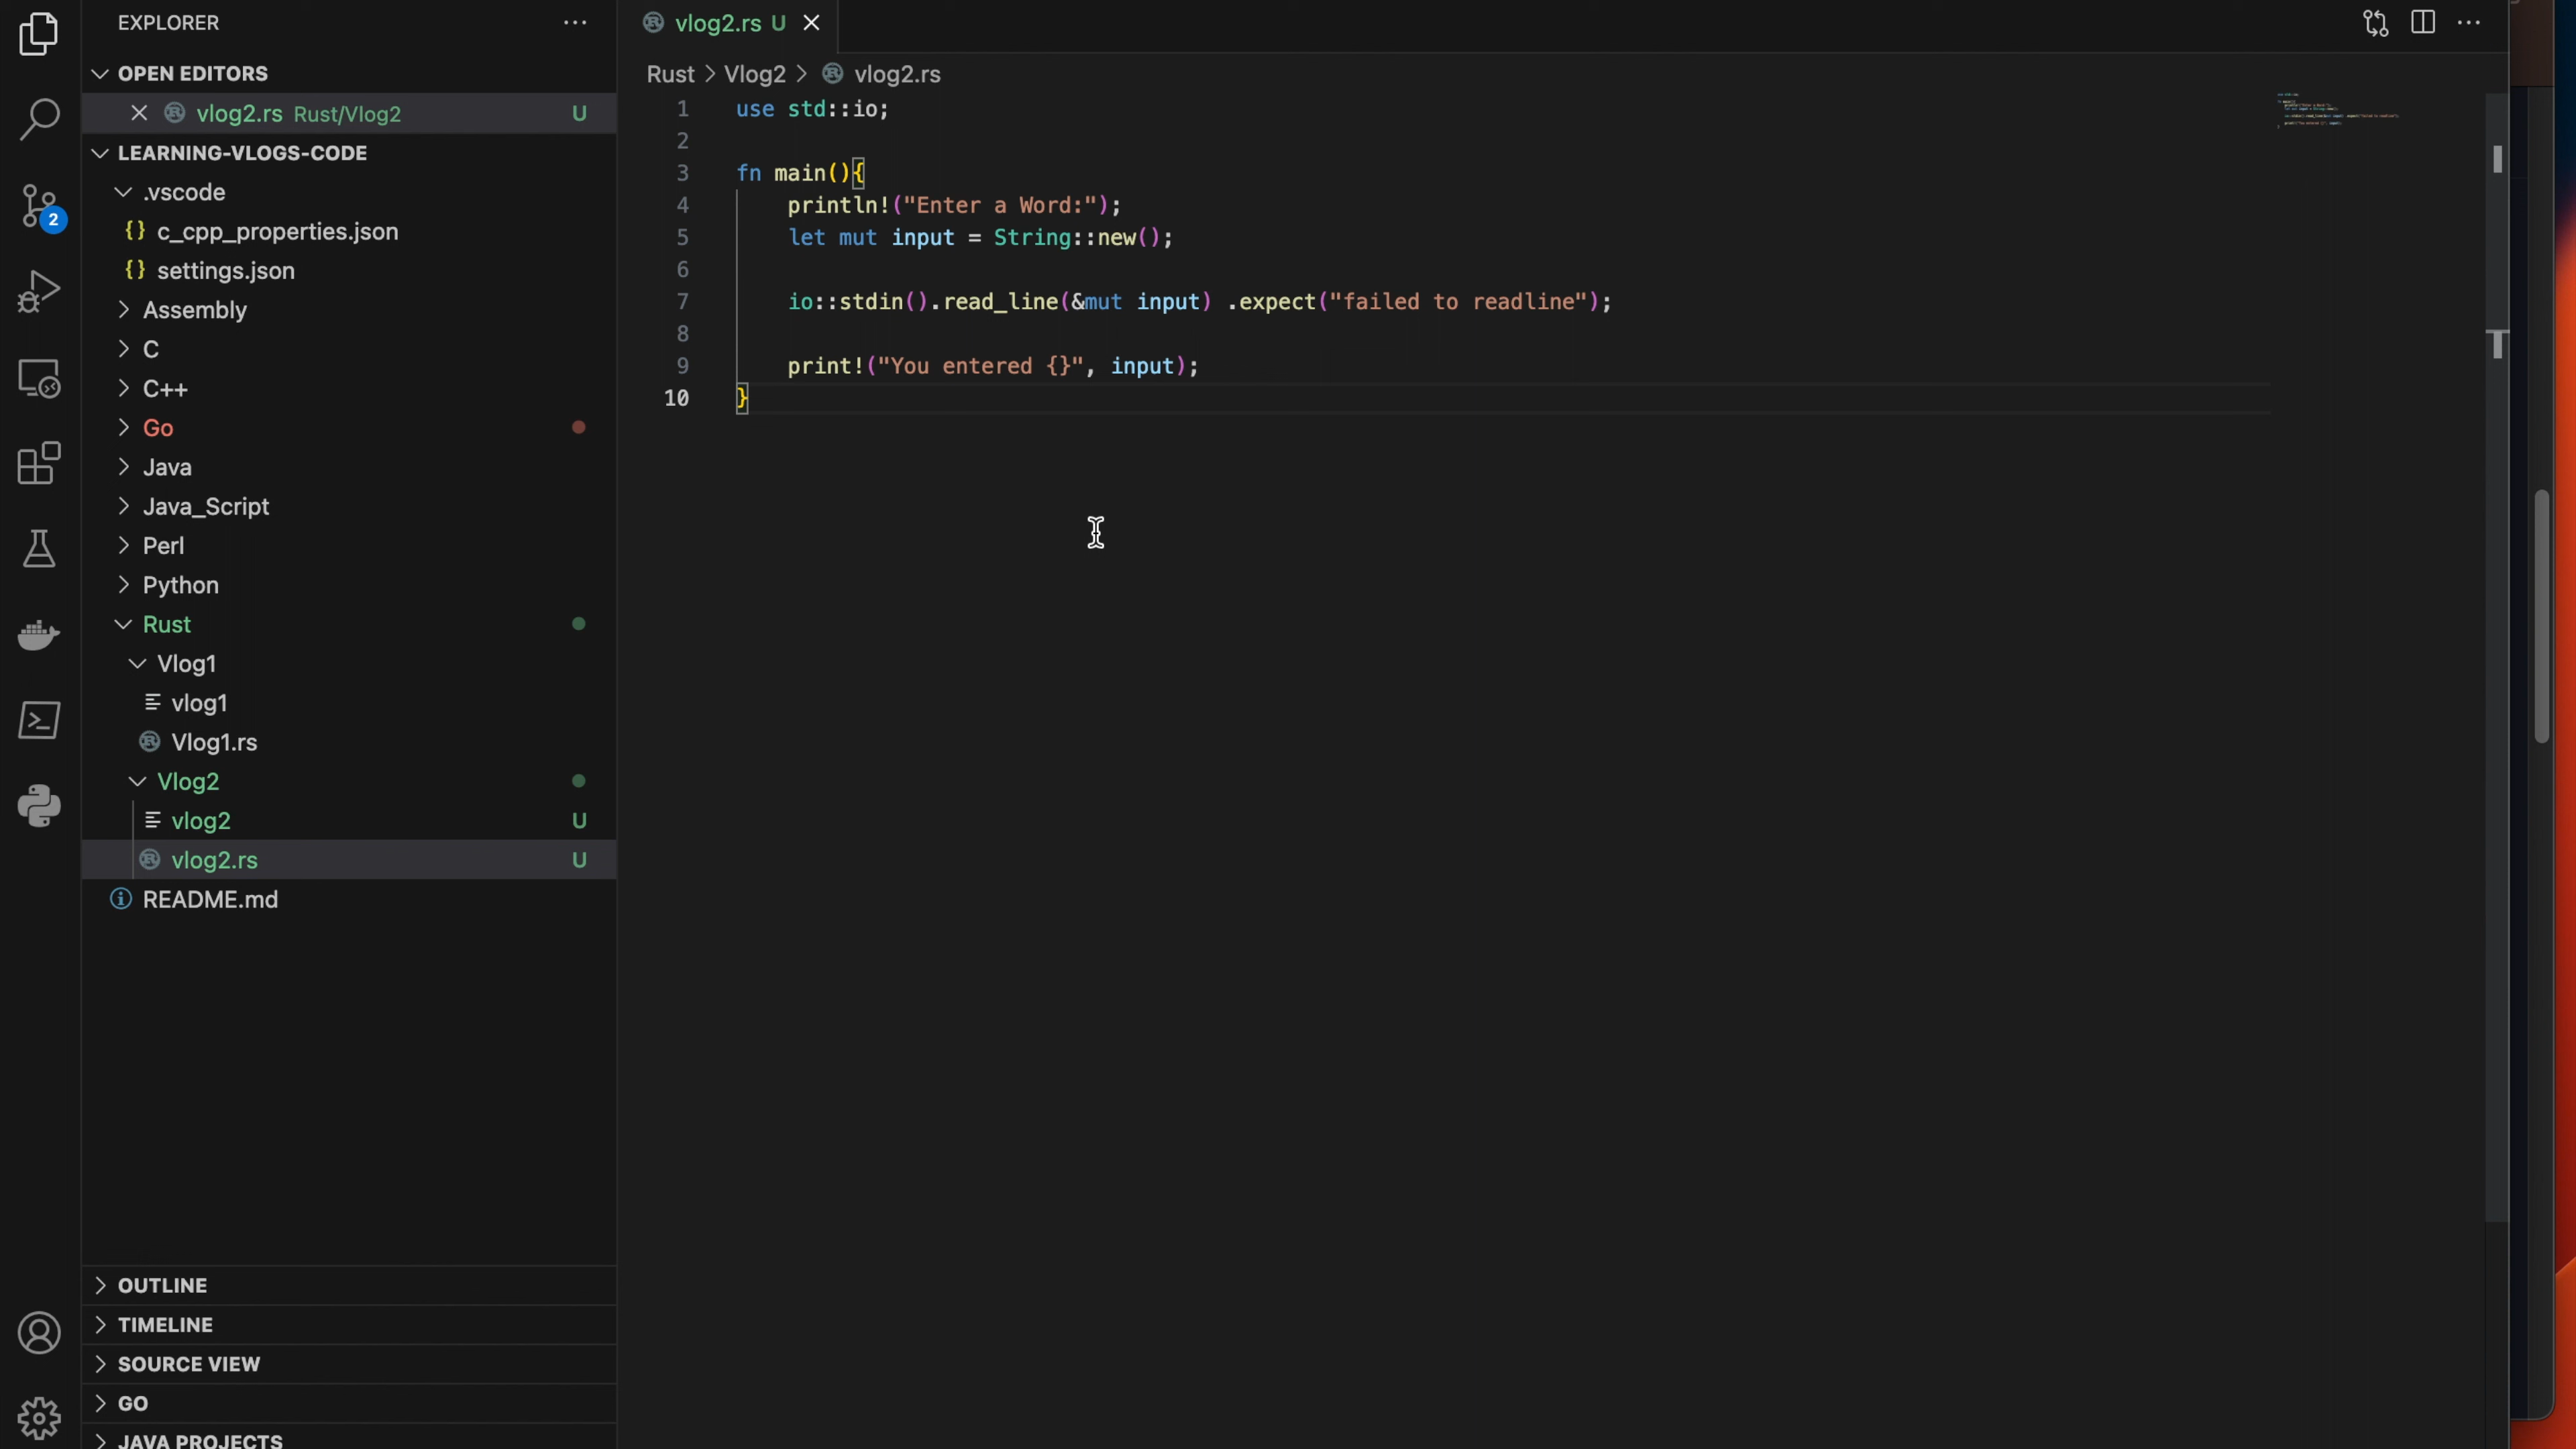 EXPLORER
OPEN EDITORS
vlog2.rs Rust/Vlog2 U
LEARNING-VLOGS-CODE
.vscode
{} c_cpp_properties.json
{} settings.json
Assembly
C
C++
Go
Java
Java_Script
Perl
Python
Rust
Vlog1
vlog1
Vlog1.rs
Vlog2
vlog2 U
vlog2.rs U
README.md
OUTLINE
TIMELINE
SOURCE VIEW
GO
JAVA PROJECTS
2
vlog2.rs U
Rust > Vlog2 > vlog2.rs
1 use std::io;
2
3 fn main(){
4 println!("Enter a Word:");
5 let mut input = String::new();
6
7 io::stdin().read_line(&mut input) .expect("failed to readline");
8
9 print!("You entered {}", input);
10 }